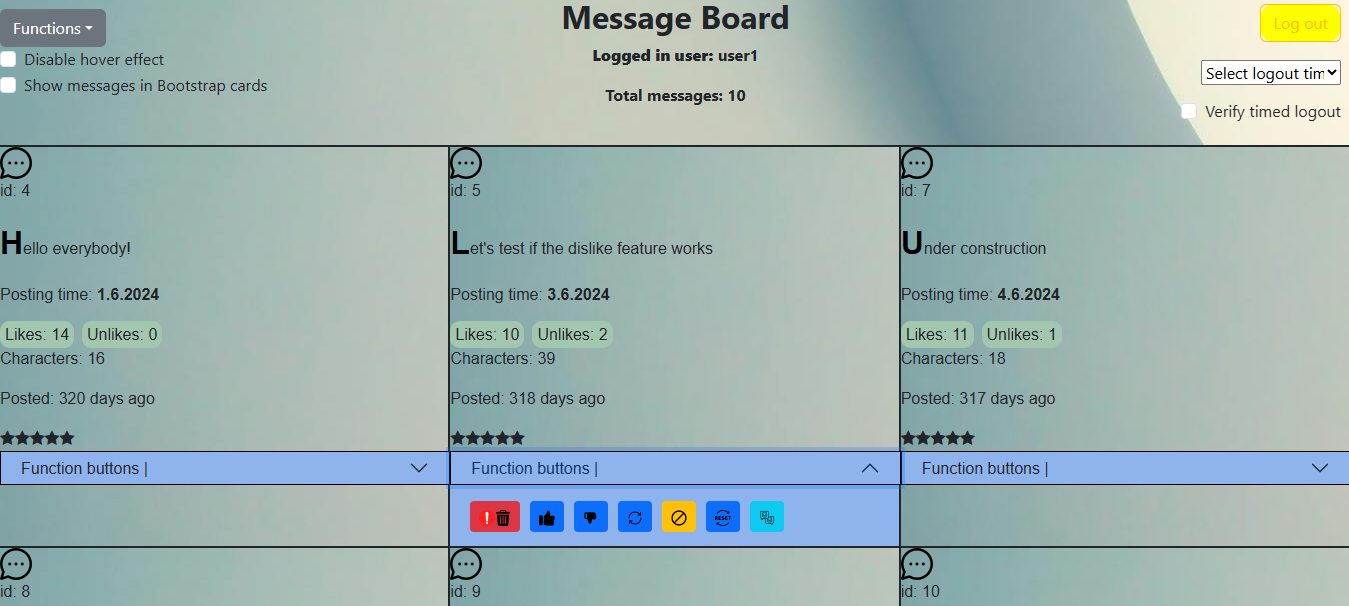 Functions
Message Board
Log out
Disable hover effect
Logged in user: user1
Select logout tim
Show messages in Bootstrap cards
Total messages: 10
Verify timed logout
id: 4
Hello everybody!
Posting time: 1.6.2024
Likes: 14 Unlikes: 0
Characters: 16
Posted: 320 days ago
Function buttons |
id: 5
Let's test if the dislike feature works
Posting time: 3.6.2024
Likes: 10 Unlikes: 2
Characters: 39
Posted: 318 days ago
Function buttons |
RESET
id: 7
Under construction
Posting time: 4.6.2024
Likes: 11 Unlikes: 1
Characters: 18
Posted: 317 days ago
Function buttons |
id: 8
id: 9
id: 10